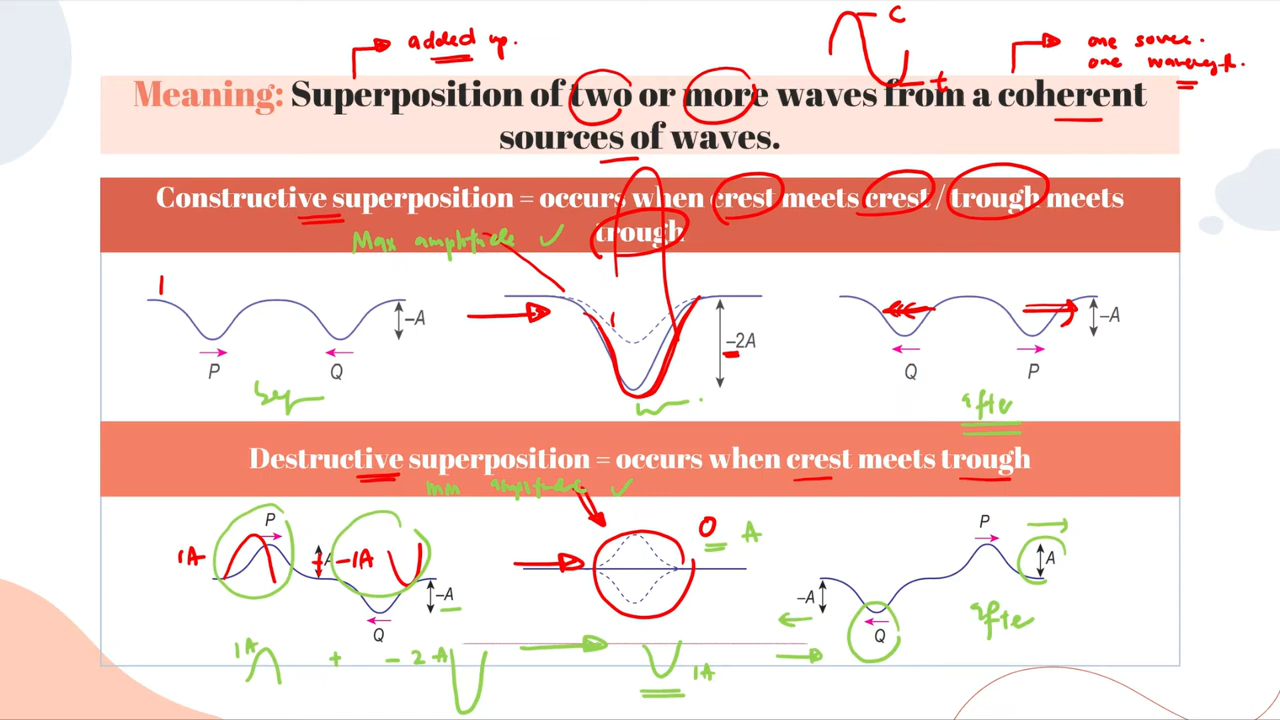 added up.
C
t
one source.
one wavelength.
Meaning: Superposition of two or more waves from a coherent
sources of waves.
Constructive superposition = occurs when crest meets crest / trough meets
trough
Max amplitude ✓
-A
P
Q
-2A
-A
Q
P
after
Destructive superposition = occurs when crest meets trough
min amplitude ✓
P
1A
A
-1A
-A
Q
0 A
P
A
-A
Q
after
1A + - 2A
1A